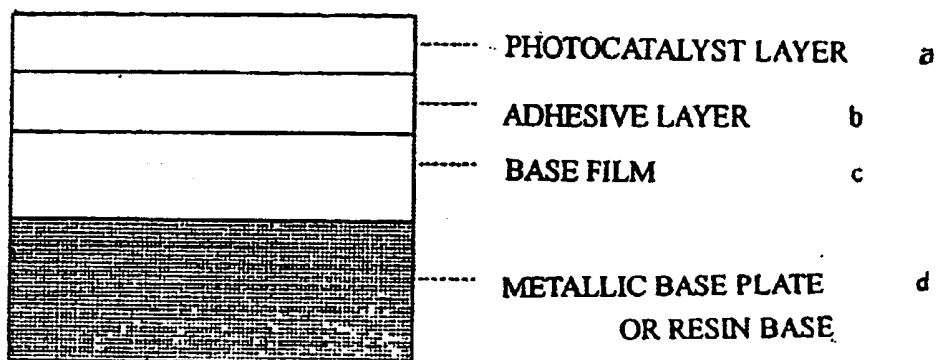 PHOTOCATALYST LAYER a
ADHESIVE LAYER b
BASE FILM c
METALLIC BASE PLATE d
OR RESIN BASE